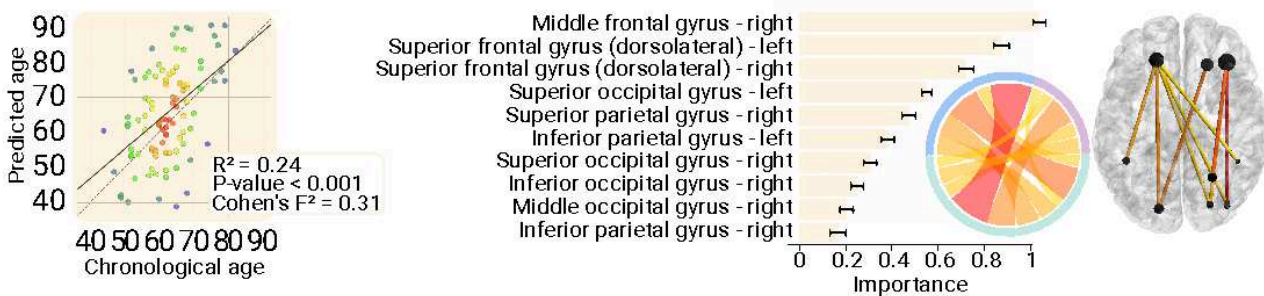 Predicted age
90
80
70
60
50
40
R² = 0.24
P-value < 0.001
Cohen's F² = 0.31
40 50 60 70 80 90
Chronological age
Middle frontal gyrus - right
Superior frontal gyrus (dorsolateral) - left
Superior frontal gyrus (dorsolateral) - right
Superior occipital gyrus - left
Superior parietal gyrus - right
Inferior parietal gyrus - left
Superior occipital gyrus - right
Inferior occipital gyrus - right
Middle occipital gyrus - right
Inferior parietal gyrus - right
0 0.2 0.4 0.6 0.8 1
Importance